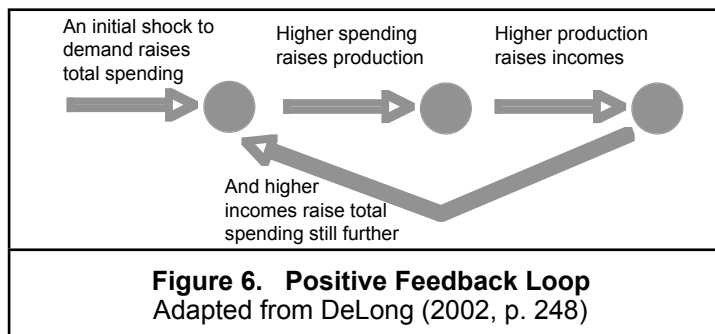 An initial shock to
demand raises
total spending
Higher spending
raises production
Higher production
raises incomes
And higher
incomes raise total
spending still further
Figure 6. Positive Feedback Loop
Adapted from DeLong (2002, p. 248)